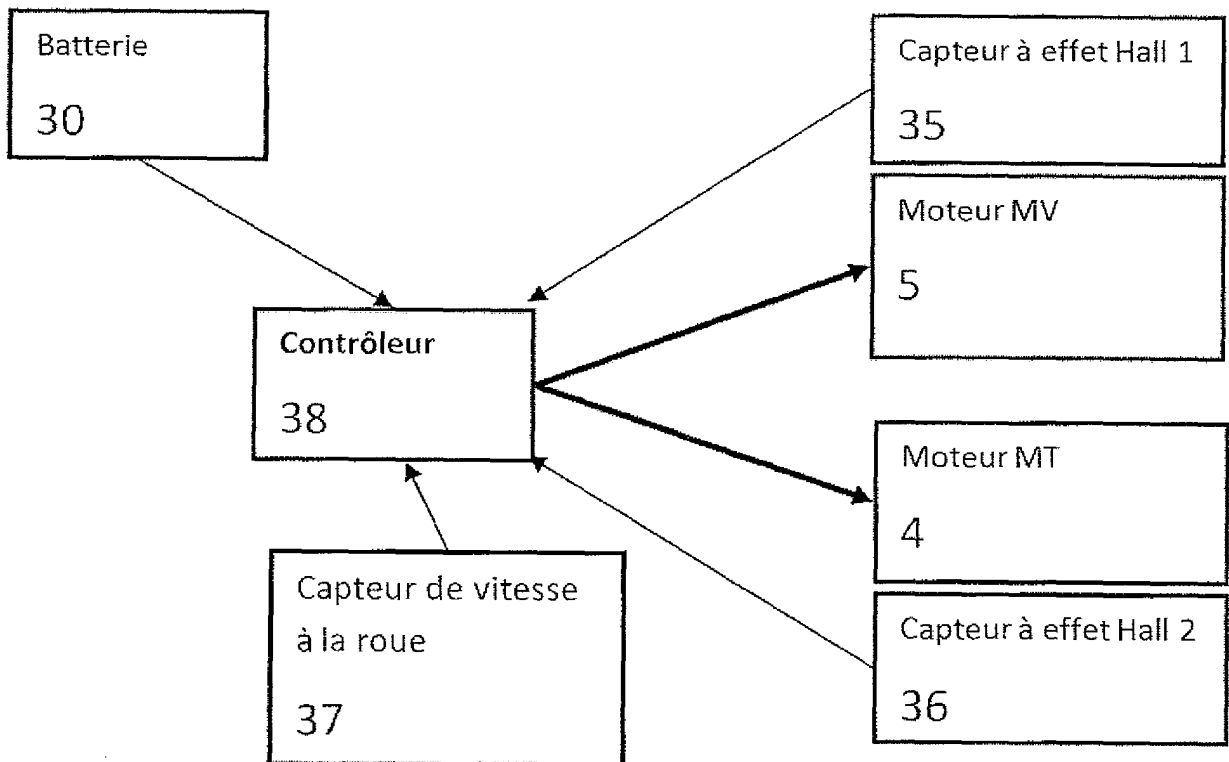 Batterie
30
Capteur à effet Hall 1
35
Moteur MV
5
Contrôleur
38
Moteur MT
4
Capteur de vitesse
à la roue
37
Capteur à effet Hall 2
36